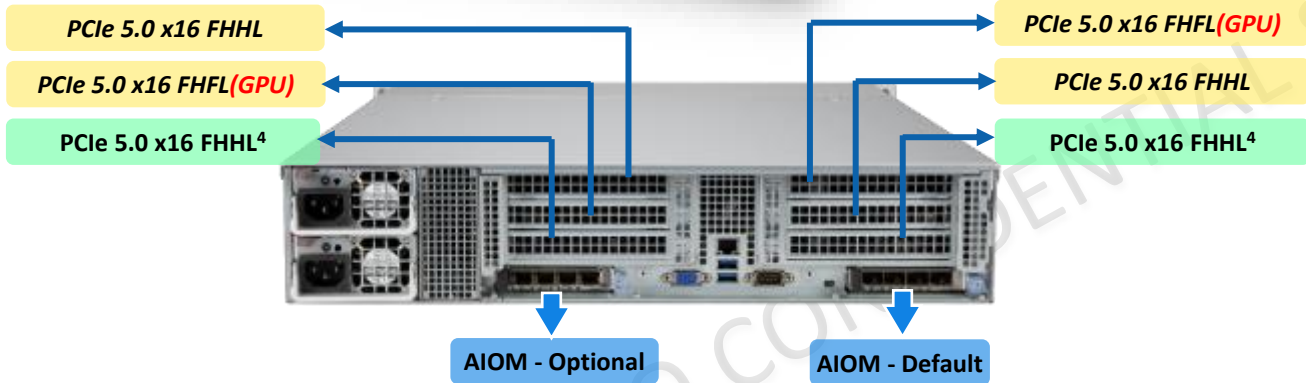 PCIe 5.0 x16 FHHL
PCIe 5.0 x16 FHFL(GPU)
PCIe 5.0 x16 FHFL(GPU)
PCIe 5.0 x16 FHHL
PCIe 5.0 x16 FHHL⁴
PCIe 5.0 x16 FHHL⁴
AIOM - Optional
AIOM - Default